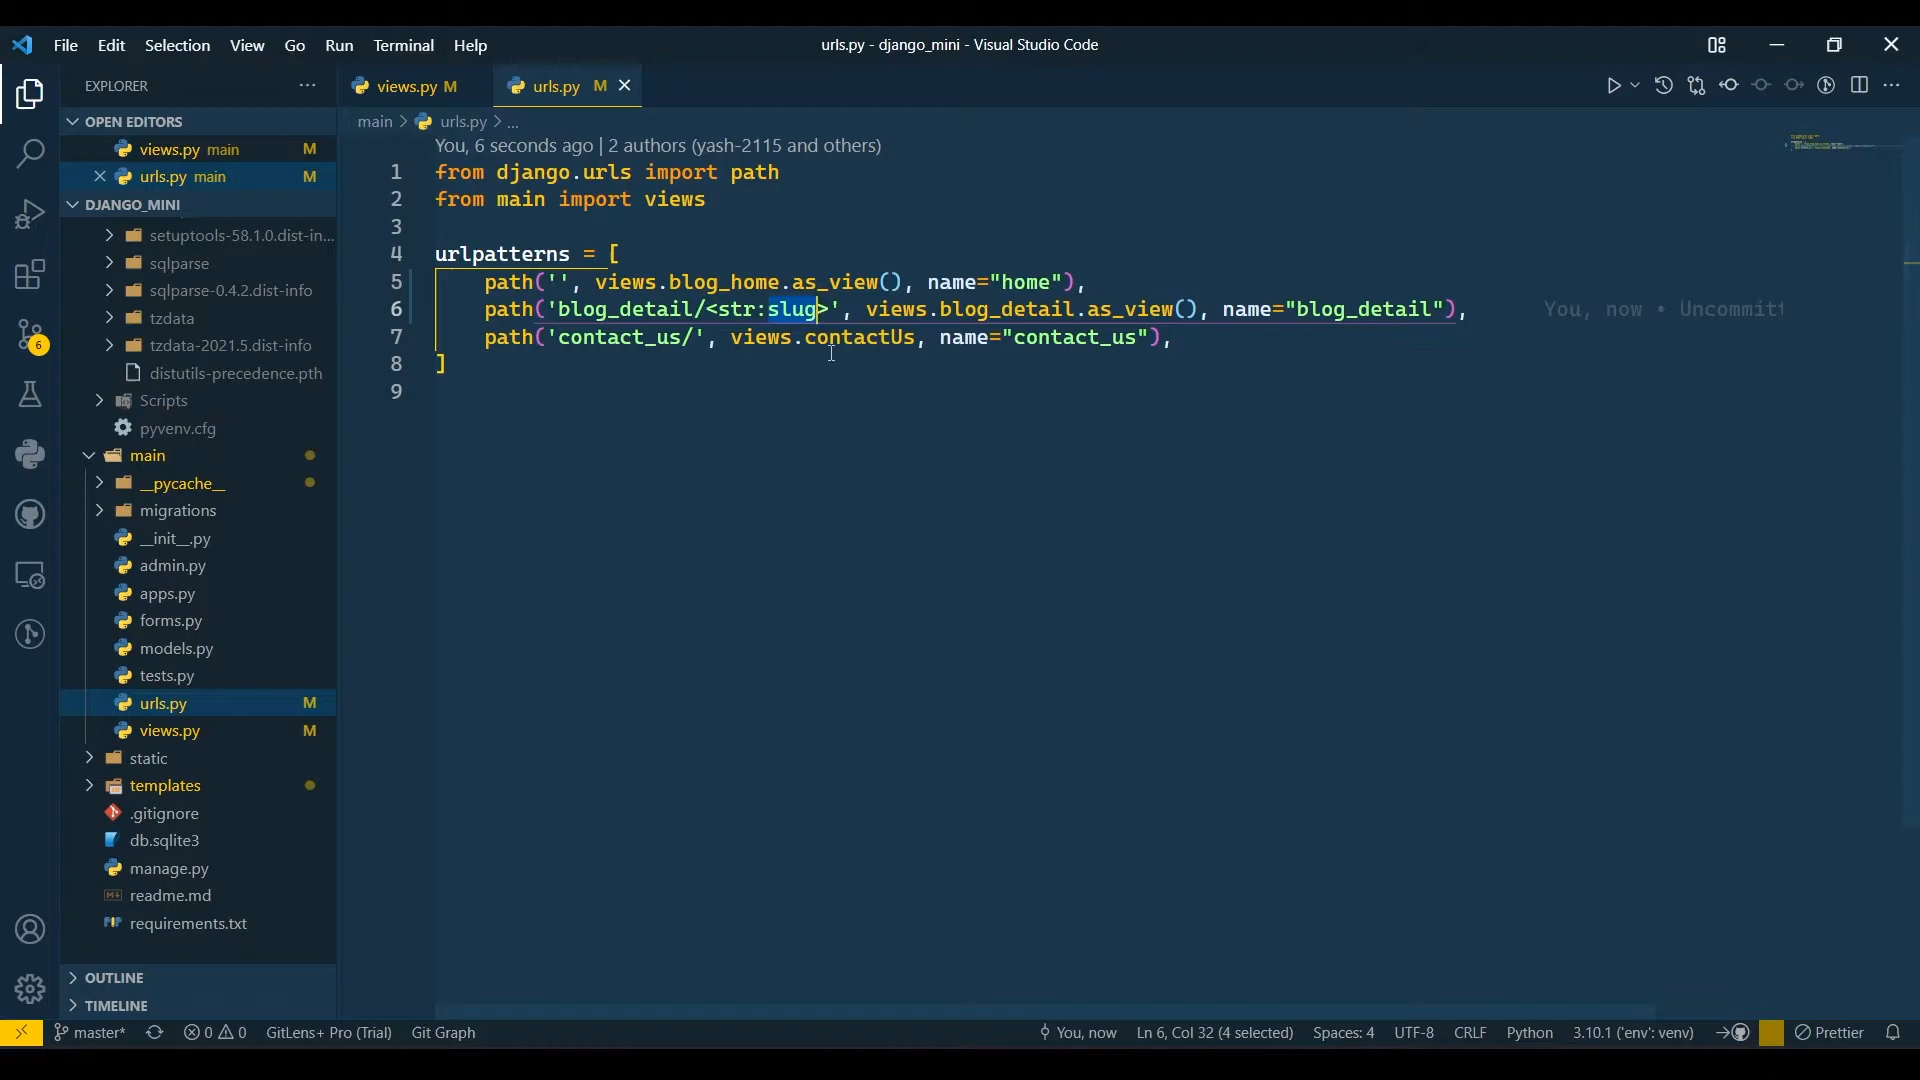 File Edit Selection View Go Run Terminal Help
urls.py - django_mini - Visual Studio Code
EXPLORER
OPEN EDITORS
views.py main M
urls.py main M
DJANGO_MINI
setuptools-58.1.0.dist-in...
sqlparse
sqlparse-0.4.2.dist-info
tzdata
tzdata-2021.5.dist-info
distutils-precedence.pth
Scripts
pyvenv.cfg
main
__pycache__
migrations
__init__.py
admin.py
apps.py
forms.py
models.py
tests.py
urls.py M
views.py M
static
templates
.gitignore
db.sqlite3
manage.py
readme.md
requirements.txt
OUTLINE
TIMELINE
6
views.py M urls.py M
main > urls.py > ...
You, 6 seconds ago | 2 authors (yash-2115 and others)
1 from django.urls import path
2 from main import views
3
4 urlpatterns = [
5 path('', views.blog_home.as_view(), name="home"),
6 path('blog_detail/<str:slug>', views.blog_detail.as_view(), name="blog_detail"), You, now • Uncommitt
7 path('contact_us/', views.contactUs, name="contact_us"),
8 ]
9
master* 0 0 GitLens+ Pro (Trial) Git Graph You, now Ln 6, Col 32 (4 selected) Spaces: 4 UTF-8 CRLF Python 3.10.1 ('env': venv) Prettier